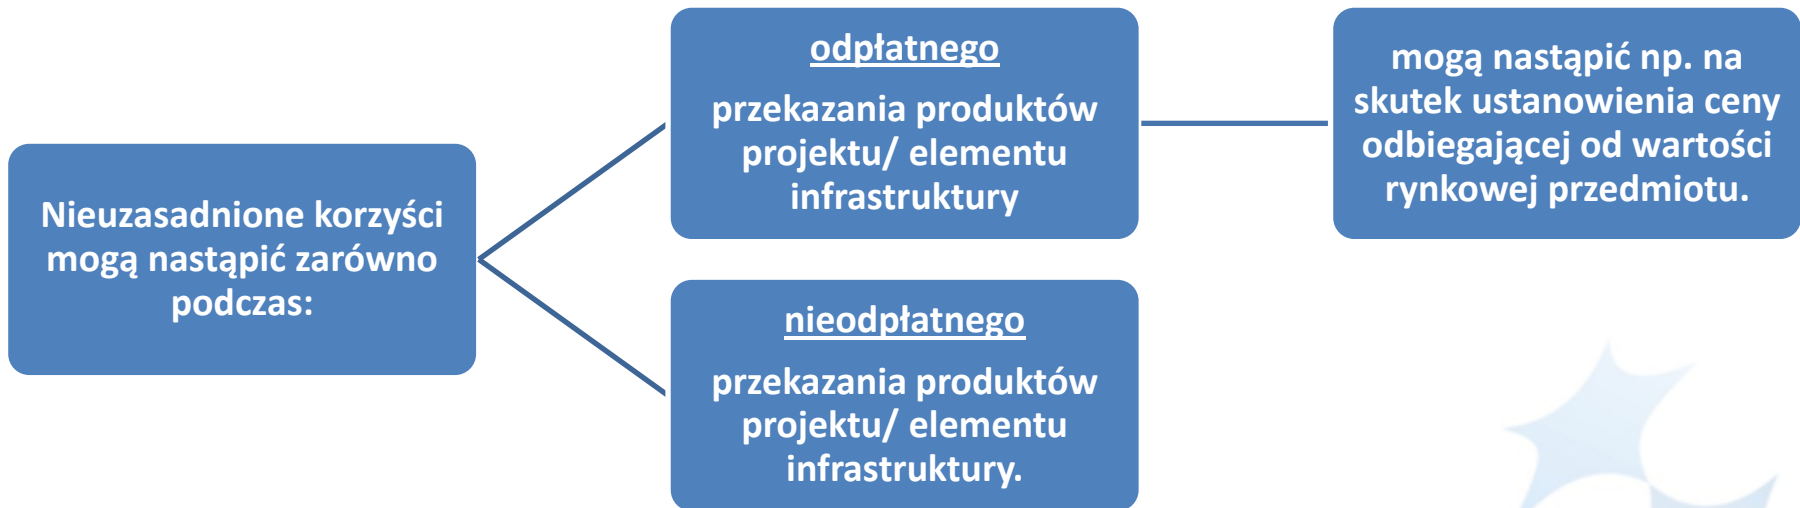 Nieuzasadnione korzyści
mogą nastąpić zarówno
podczas:
odpłatnego
przekazania produktów
projektu/ elementu
infrastruktury
mogą nastąpić np. na
skutek ustanowienia ceny
odbiegającej od wartości
rynkowej przedmiotu.
nieodpłatnego
przekazania produktów
projektu/ elementu
infrastruktury.